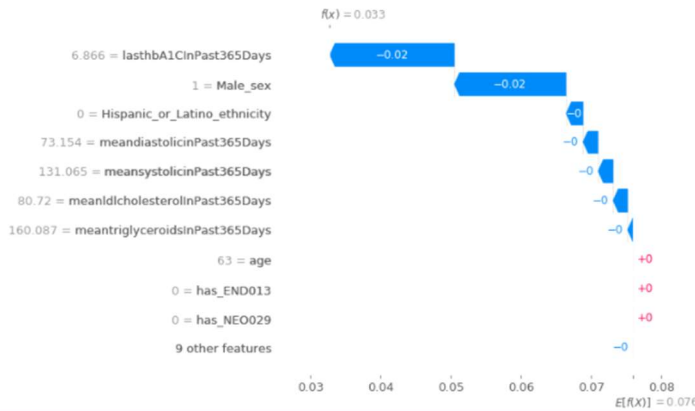 f(x) = 0.033
6.866 = lasthbA1CInPast365Days
−0.02
1 = Male_sex
−0.02
0 = Hispanic_or_Latino_ethnicity
−0
73.154 = meandiastolicinPast365Days
−0
131.065 = meansystolicinPast365Days
−0
80.72 = meanldlcholesterolInPast365Days
−0
160.087 = meantriglyceroidsInPast365Days
−0
63 = age
+0
0 = has_END013
+0
0 = has_NEO029
+0
9 other features
−0
0.03 0.04 0.05 0.06 0.07 0.08
E[f(X)] = 0.076